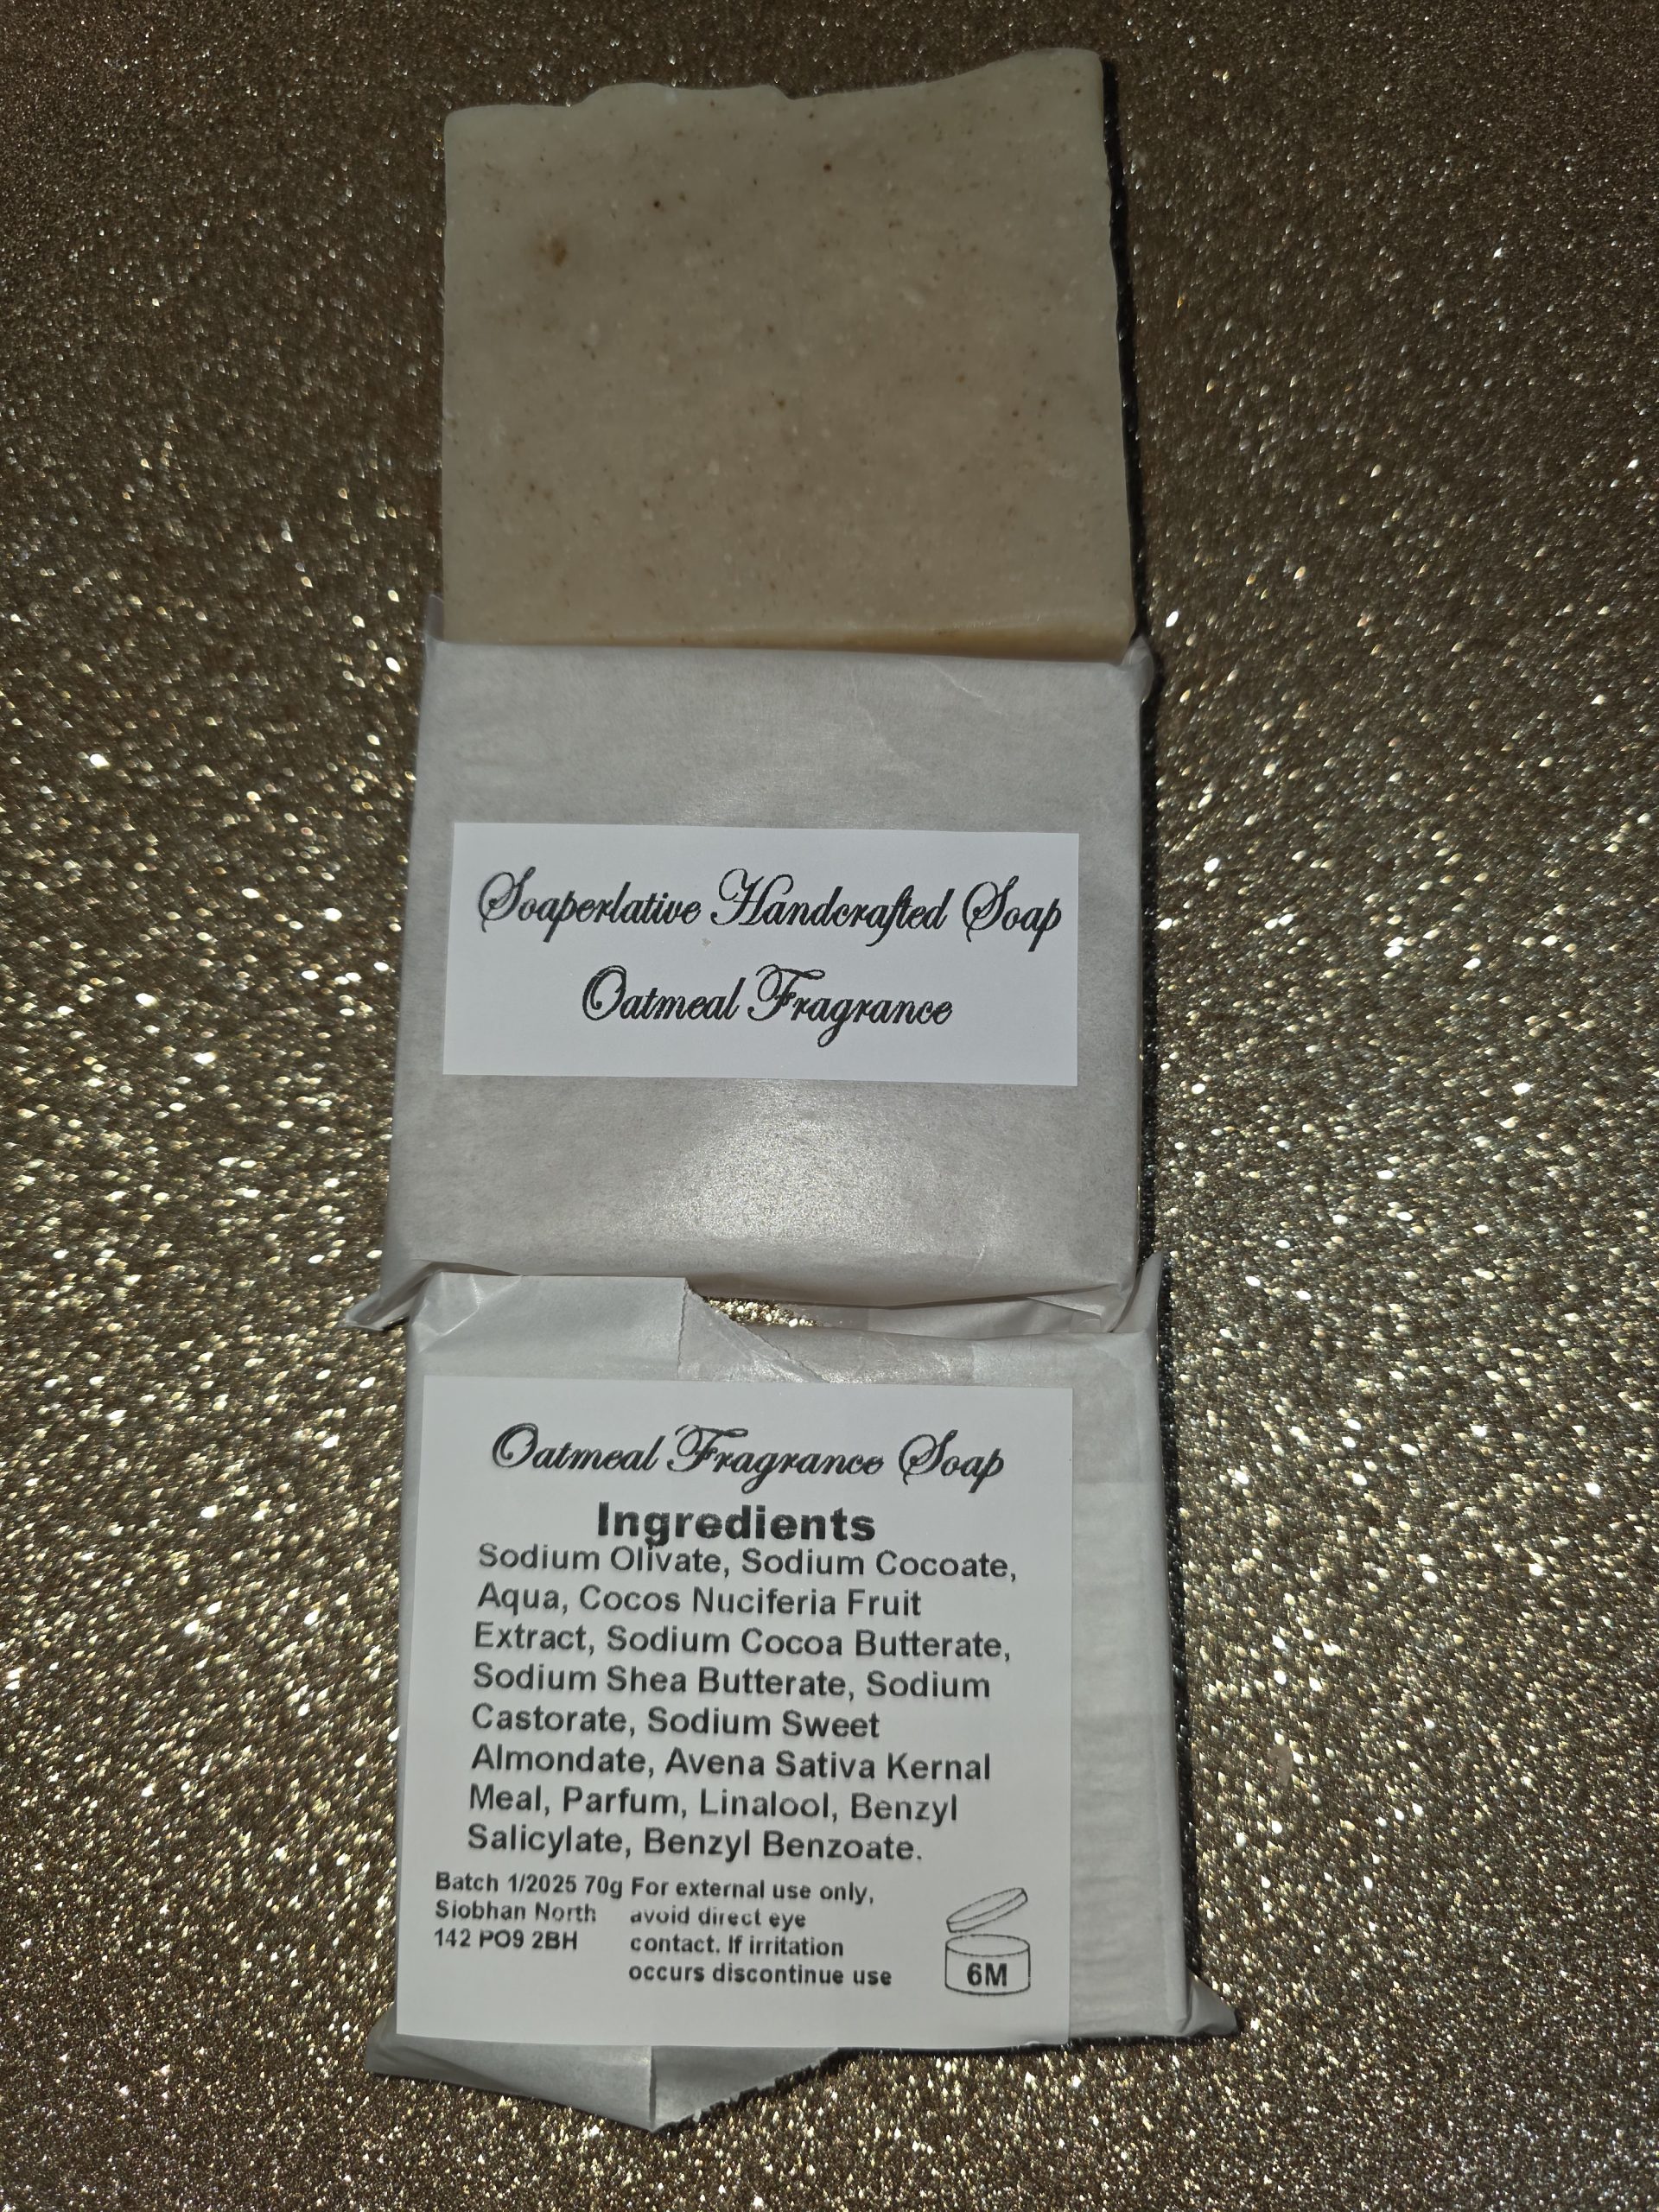 Soaperlative Handcrafted Soap
Oatmeal Fragrance
Oatmeal Fragrance Soap
Ingredients
Sodium Olivate, Sodium Cocoate,
Aqua, Cocos Nuciferia Fruit
Extract, Sodium Cocoa Butterate,
Sodium Shea Butterate, Sodium
Castorate, Sodium Sweet
Almondate, Avena Sativa Kernal
Meal, Parfum, Linalool, Benzyl
Salicylate, Benzyl Benzoate.
Batch 1/2025 70g
Siobhan North
142 PO9 2BH
For external use only,
avoid direct eye
contact. If irritation
occurs discontinue use
6M